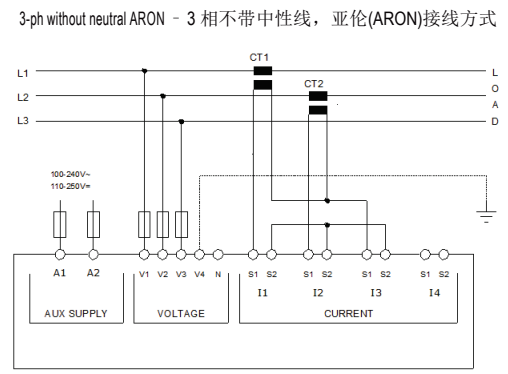 3-ph without neutral ARON - 3 相不带中性线，亚伦(ARON)接线方式
CT1
L1 L
CT2 O
L2 A
L3 D
100-240V~
110-250V=
A1 A2 V1 V2 V3 V4 N S1 S2 S1 S2 S1 S2 S1 S2
I1 I2 I3 I4
AUX SUPPLY VOLTAGE CURRENT